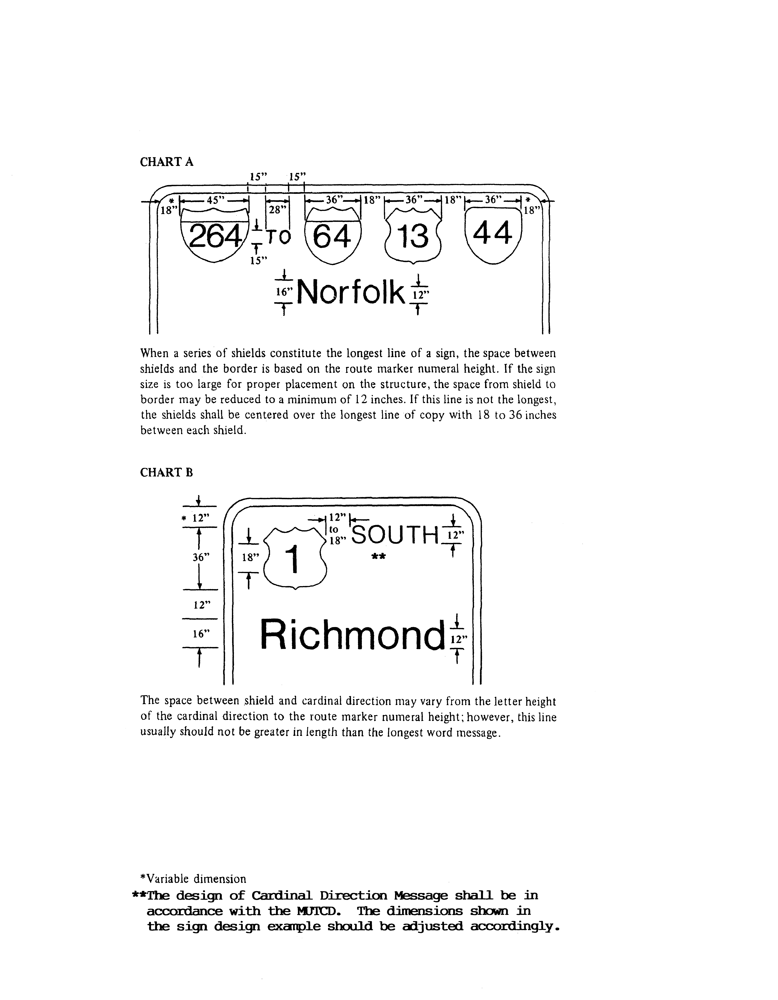 CHART A
15” 15”
* 45” 36” 18” 36” 18” 36” *
18” 28” 18”
264 TO 64 13 44
15”
16” Norfolk 12”
When a series of shields constitute the longest line of a sign, the space between
shields and the border is based on the route marker numeral height. If the sign
size is too large for proper placement on the structure, the space from shield to
border may be reduced to a minimum of 12 inches. If this line is not the longest,
the shields shall be centered over the longest line of copy with 18 to 36 inches
between each shield.
CHART B
* 12” 12”
to
18” SOUTH 12”
36” 18” 1 **
12”
16” Richmond 12”
The space between shield and cardinal direction may vary from the letter height
of the cardinal direction to the route marker numeral height; however, this line
usually should not be greater in length than the longest word message.
*Variable dimension
**The design of Cardinal Direction Message shall be in
accordance with the MUTCD. The dimensions shown in
the sign design example should be adjusted accordingly.